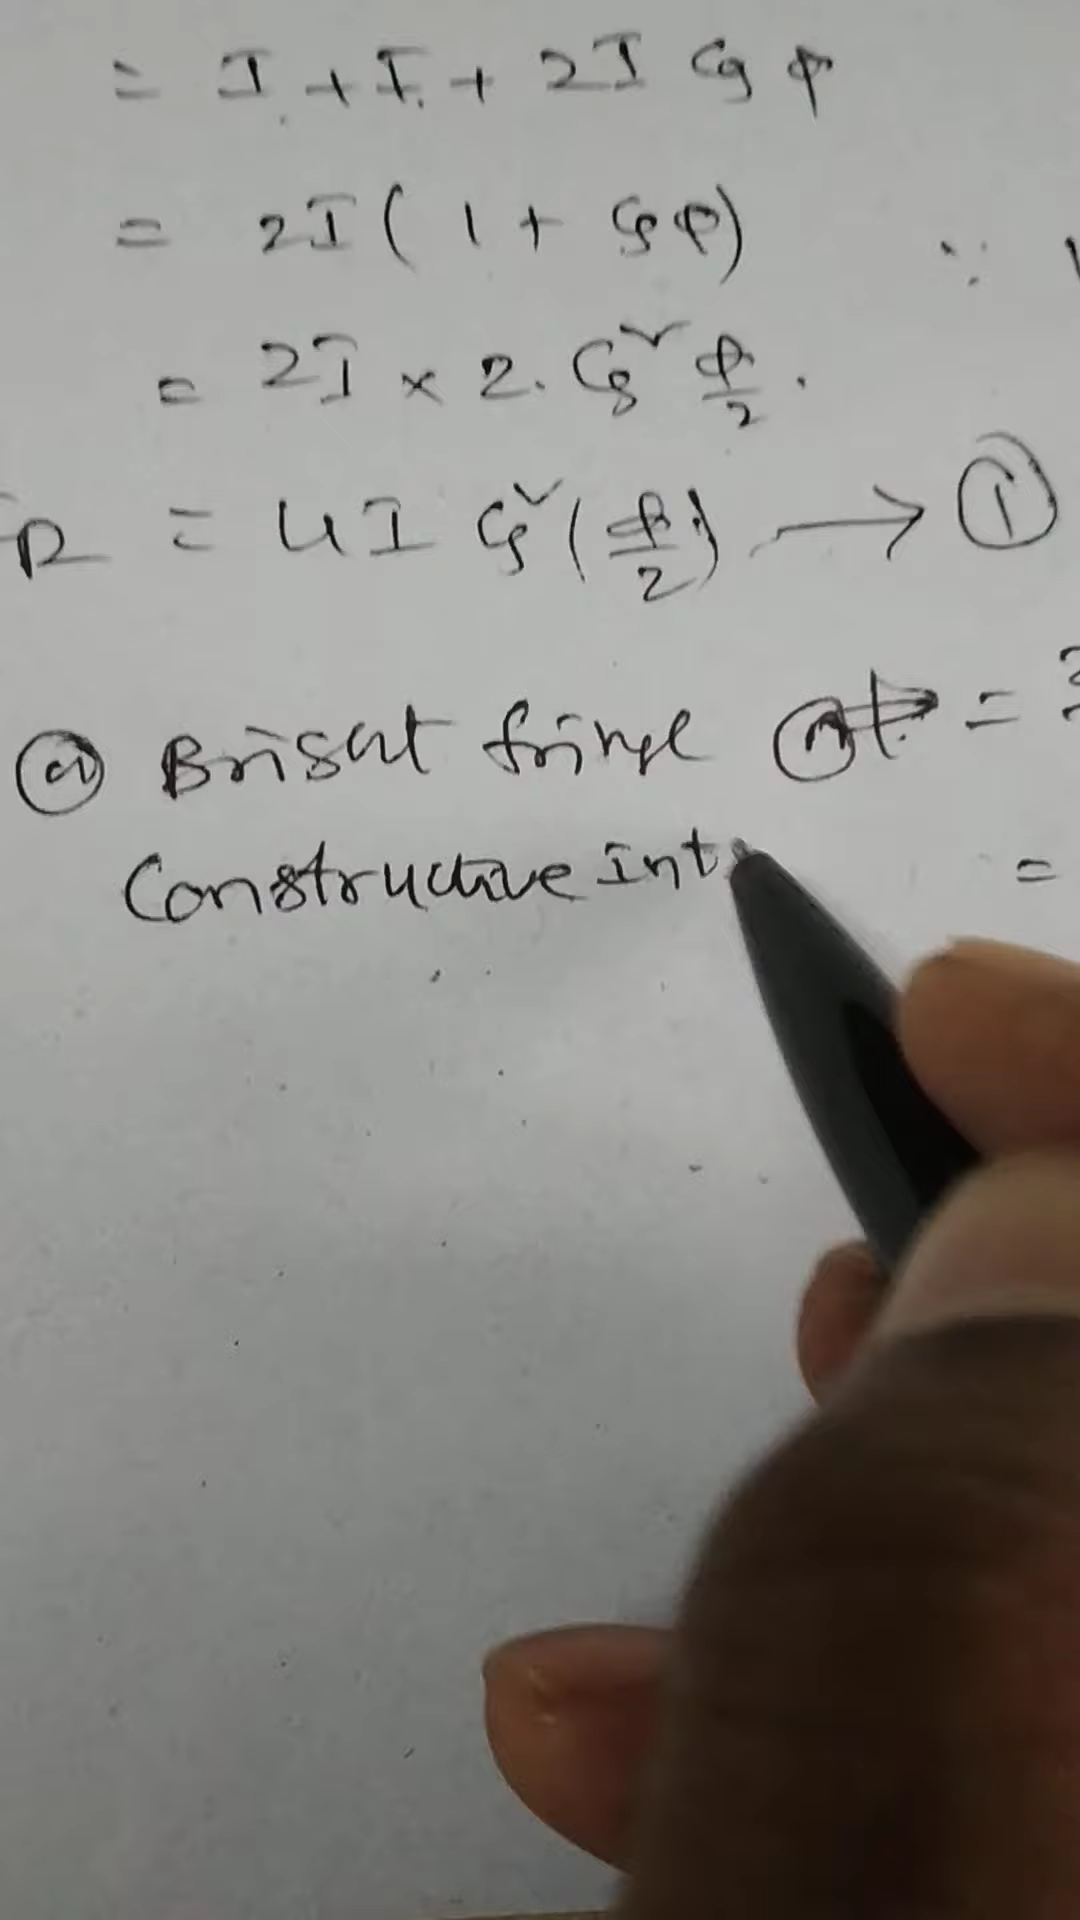 = I + I + 2I Cos φ
= 2I ( 1 + Cos φ) ∵
= 2I × 2. Cos² φ/2 .
R = 4I Cos² (φ/2) → ①
ⓐ Bright fringe =
Constructive Int =